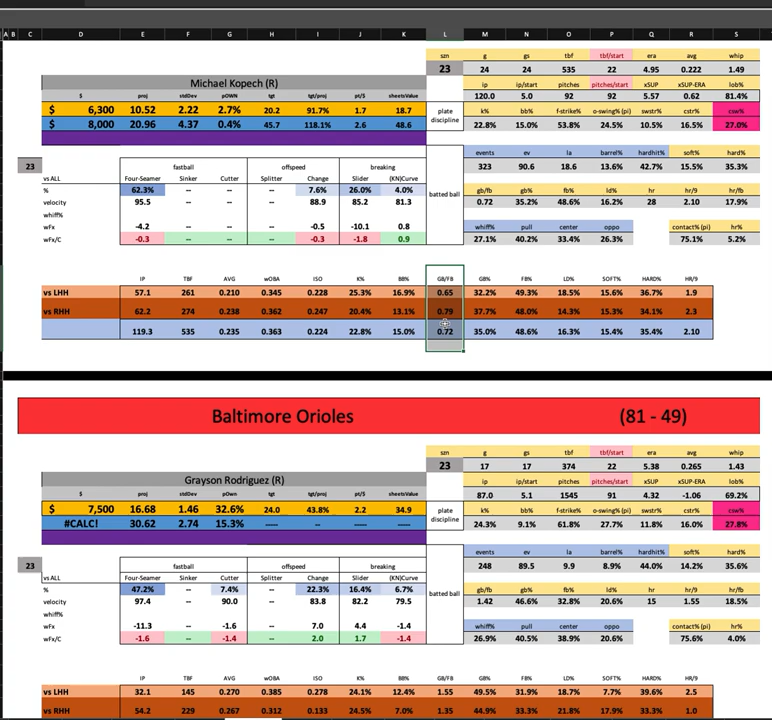 A B C D E F G H I J K L M N O P Q R S
szn g gs tbf tbf/start era avg whip
23 24 24 535 22 4.95 0.222 1.49
Michael Kopech (R) ip ip/start pitches pitches/start xSUP xSUP-ERA lob%
$ proj stdDev pOWN tgt tgt/proj pt/$ sheetsValue 120.0 5.0 92 92 5.57 0.62 81.4%
$ 6,300 10.52 2.22 2.7% 20.2 91.7% 1.7 18.7 plate discipline k% bb% f-strike% o-swing% (pi) swstr% cstr% csw%
$ 8,000 20.96 4.37 0.4% 45.7 118.1% 2.6 48.6 22.8% 15.0% 53.8% 24.5% 10.5% 16.5% 27.0%
events ev la barrel% hardhit% soft% hard%
23 fastball offspeed breaking 323 90.6 18.6 13.6% 42.7% 15.5% 35.3%
vs ALL Four-Seamer Sinker Cutter Splitter Change Slider (KN)Curve
% 62.3% -- -- -- 7.6% 26.0% 4.0% batted ball gb/fb gb% fb% ld% hr hr/9 hr/fb
velocity 95.5 -- -- -- 88.9 85.2 81.3 0.72 35.2% 48.6% 16.2% 28 2.10 17.9%
whiff%
wFx -4.2 -- -- -- -0.5 -10.1 0.8 whiff% pull center oppo contact% (pi) hr%
wFx/C -0.3 -- -- -- -0.3 -1.8 0.9 27.1% 40.2% 33.4% 26.3% 75.1% 5.2%
IP TBF AVG wOBA ISO K% BB% GB/FB GB% FB% LD% SOFT% HARD% HR/9
vs LHH 57.1 261 0.210 0.345 0.228 25.3% 16.9% 0.65 32.2% 49.3% 18.5% 15.6% 36.7% 1.9
vs RHH 62.2 274 0.238 0.362 0.247 20.4% 13.1% 0.79 37.7% 48.0% 14.3% 15.3% 34.1% 2.3
119.3 535 0.235 0.363 0.224 22.8% 15.0% 0.72 35.0% 48.6% 16.3% 15.4% 35.4% 2.10
Baltimore Orioles (81 - 49)
szn g gs tbf tbf/start era avg whip
23 17 17 374 22 5.38 0.265 1.43
Grayson Rodriguez (R) ip ip/start pitches pitches/start xSUP xSUP-ERA lob%
$ proj stdDev pOwn tgt tgt/proj pt/$ sheetsValue 87.0 5.1 1545 91 4.32 -1.06 69.2%
$ 7,500 16.68 1.46 32.6% 24.0 43.8% 2.2 34.9 plate discipline k% bb% f-strike% o-swing% (pi) swstr% cstr% csw%
#CALC! 30.62 2.74 15.3% ---- -- ---- ---- 24.3% 9.1% 61.8% 27.7% 11.8% 16.0% 27.8%
events ev la barrel% hardhit% soft% hard%
23 fastball offspeed breaking 248 89.5 9.9 8.9% 44.0% 14.2% 35.6%
vs ALL Four-Seamer Sinker Cutter Splitter Change Slider (KN)Curve
% 47.2% -- 7.4% -- 22.3% 16.4% 6.7% batted ball gb/fb gb% fb% ld% hr hr/9 hr/fb
velocity 97.4 -- 90.0 -- 83.8 82.2 79.5 1.42 46.6% 32.8% 20.6% 15 1.55 18.5%
whiff%
wFx -11.3 -- -1.6 -- 7.0 4.4 -1.4 whiff% pull center oppo contact% (pi) hr%
wFx/C -1.6 -- -1.4 -- 2.0 1.7 -1.4 26.9% 40.5% 38.9% 20.6% 75.6% 4.0%
IP TBF AVG wOBA ISO K% BB% GB/FB GB% FB% LD% SOFT% HARD% HR/9
vs LHH 32.1 145 0.270 0.385 0.278 24.1% 12.4% 1.55 49.5% 31.9% 18.7% 7.7% 39.6% 2.5
vs RHH 54.2 229 0.267 0.312 0.133 24.5% 7.0% 1.35 44.9% 33.3% 21.8% 17.9% 33.3% 1.0